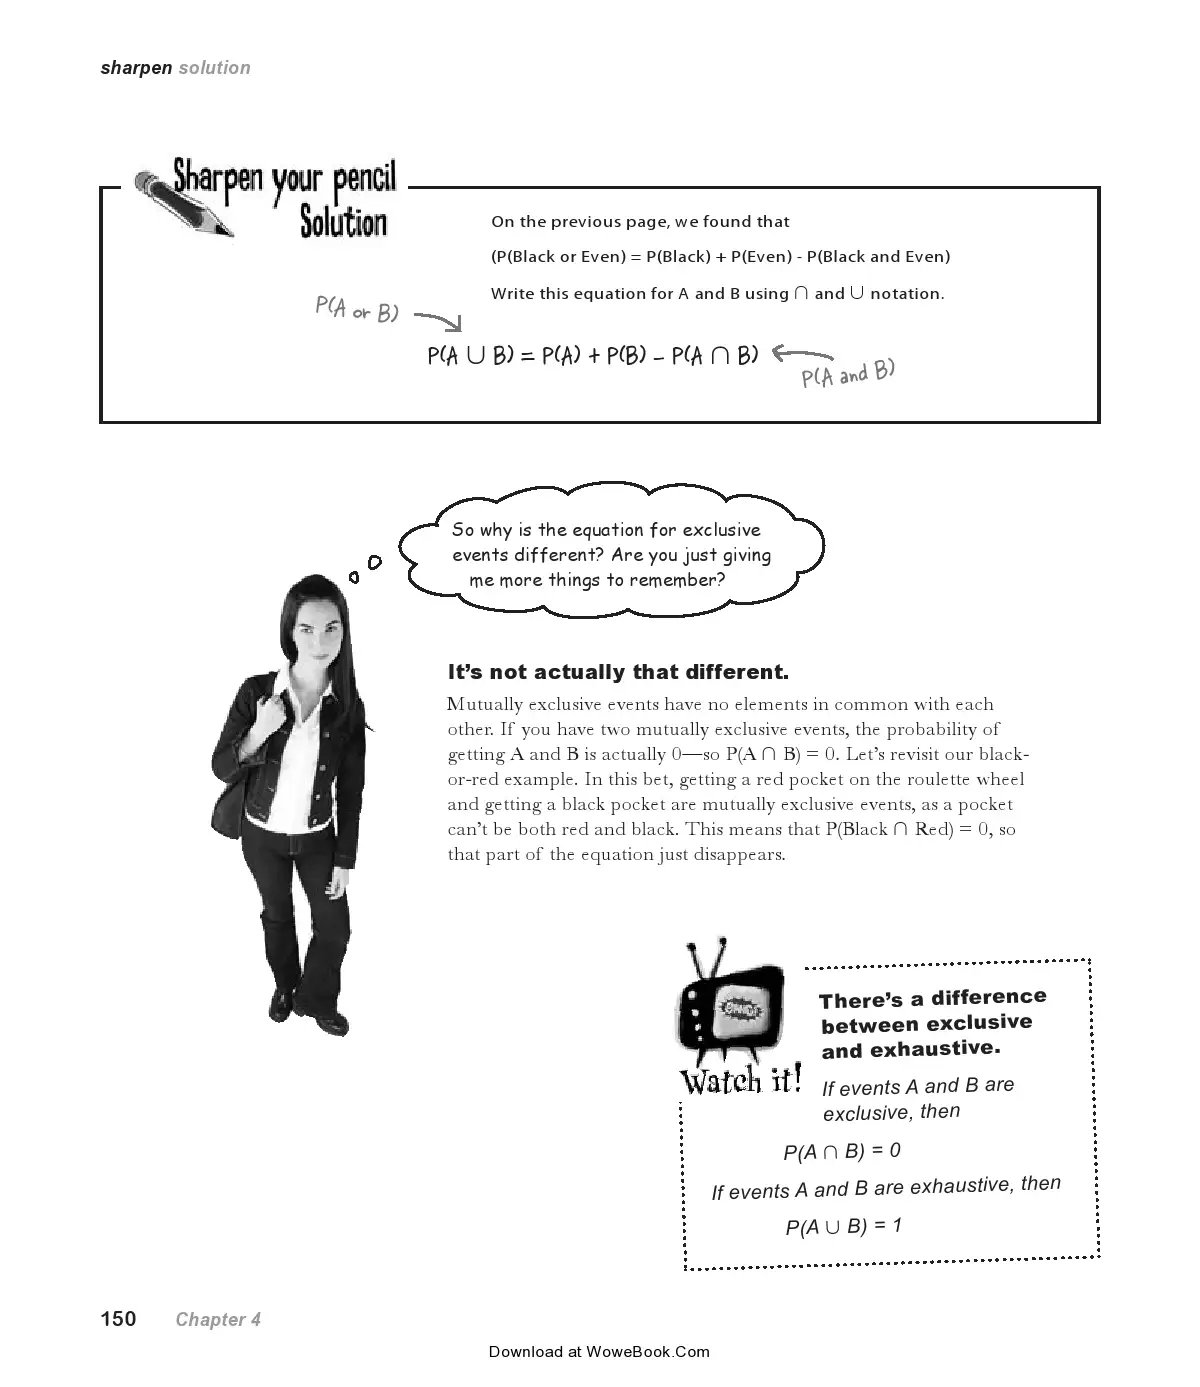 sharpen solution
Sharpen your pencil
Solution
On the previous page, we found that
(P(Black or Even) = P(Black) + P(Even) - P(Black and Even)
Write this equation for A and B using ∩ and ∪ notation.
P(A or B)
P(A ∪ B) = P(A) + P(B) – P(A ∩ B)
P(A and B)
So why is the equation for exclusive
events different? Are you just giving
me more things to remember?
It's not actually that different.
Mutually exclusive events have no elements in common with each
other. If you have two mutually exclusive events, the probability of
getting A and B is actually 0—so P(A ∩ B) = 0. Let's revisit our black-
or-red example. In this bet, getting a red pocket on the roulette wheel
and getting a black pocket are mutually exclusive events, as a pocket
can't be both red and black. This means that P(Black ∩ Red) = 0, so
that part of the equation just disappears.
Watch it!
There's a difference
between exclusive
and exhaustive.
If events A and B are
exclusive, then
P(A ∩ B) = 0
If events A and B are exhaustive, then
P(A ∪ B) = 1
150 Chapter 4
Download at WoweBook.Com